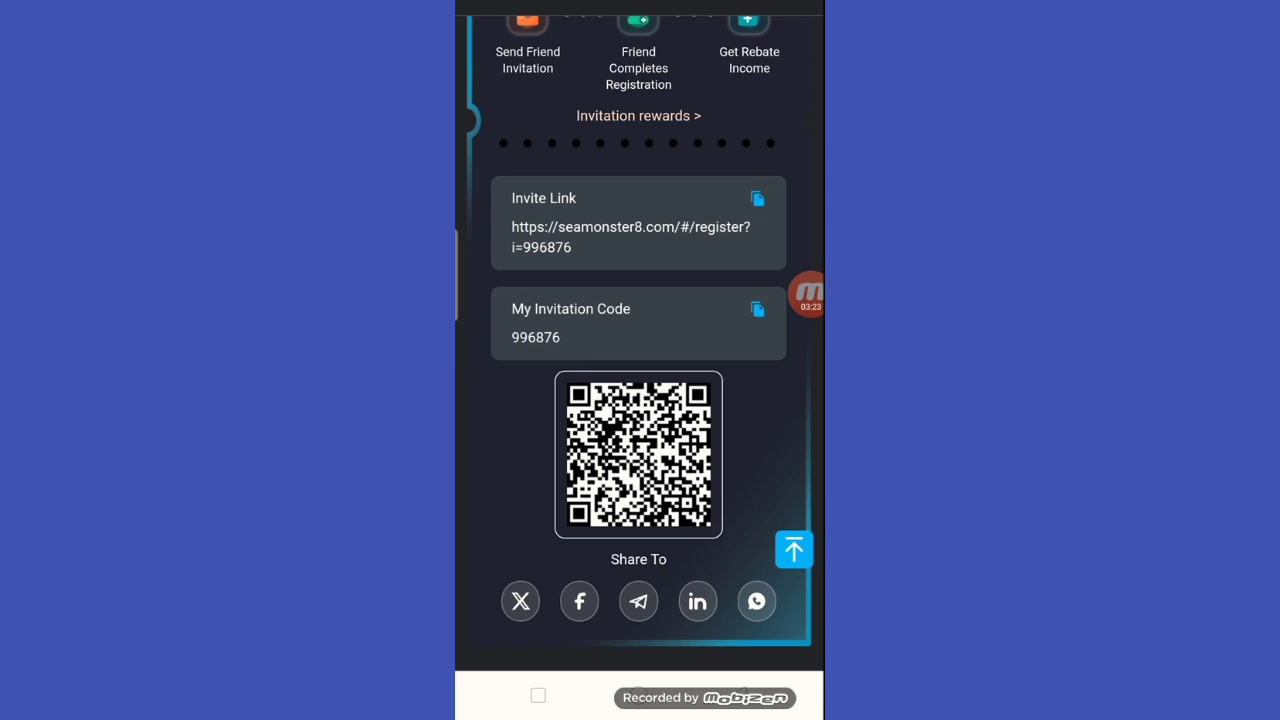 Send Friend
Invitation
Friend
Completes
Registration
Get Rebate
Income
Invitation rewards >
Invite Link
https://seamonster8.com/#/register?
i=996876
03:23
My Invitation Code
996876
Share To
Recorded by mobizen